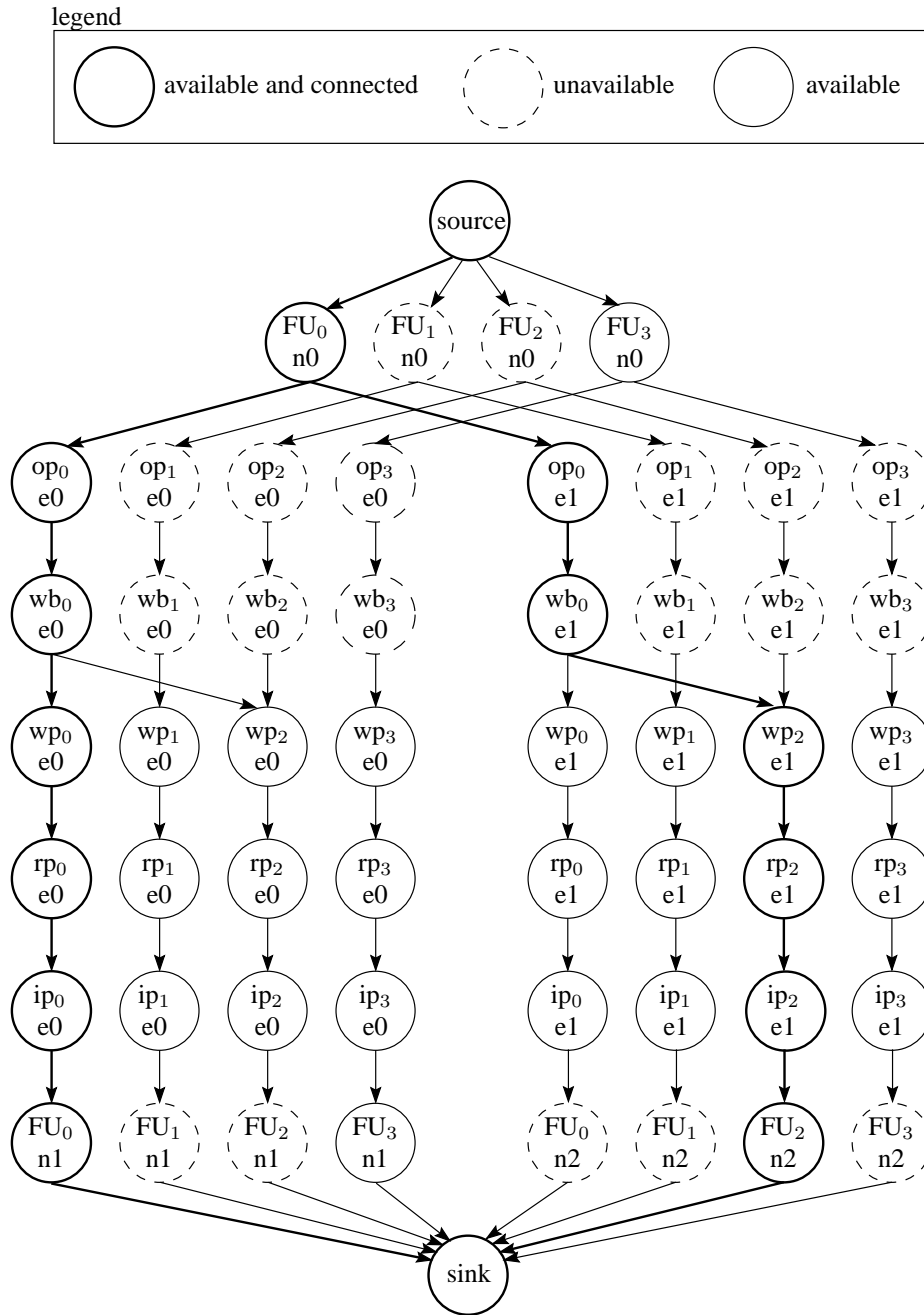 legend
available and connected unavailable available
source
FU₀ FU₁ FU₂ FU₃
n0 n0 n0 n0
op₀ op₁ op₂ op₃ op₀ op₁ op₂ op₃
e0 e0 e0 e0 e1 e1 e1 e1
wb₀ wb₁ wb₂ wb₃ wb₀ wb₁ wb₂ wb₃
e0 e0 e0 e0 e1 e1 e1 e1
wp₀ wp₁ wp₂ wp₃ wp₀ wp₁ wp₂ wp₃
e0 e0 e0 e0 e1 e1 e1 e1
rp₀ rp₁ rp₂ rp₃ rp₀ rp₁ rp₂ rp₃
e0 e0 e0 e0 e1 e1 e1 e1
ip₀ ip₁ ip₂ ip₃ ip₀ ip₁ ip₂ ip₃
e0 e0 e0 e0 e1 e1 e1 e1
FU₀ FU₁ FU₂ FU₃ FU₀ FU₁ FU₂ FU₃
n1 n1 n1 n1 n2 n2 n2 n2
sink